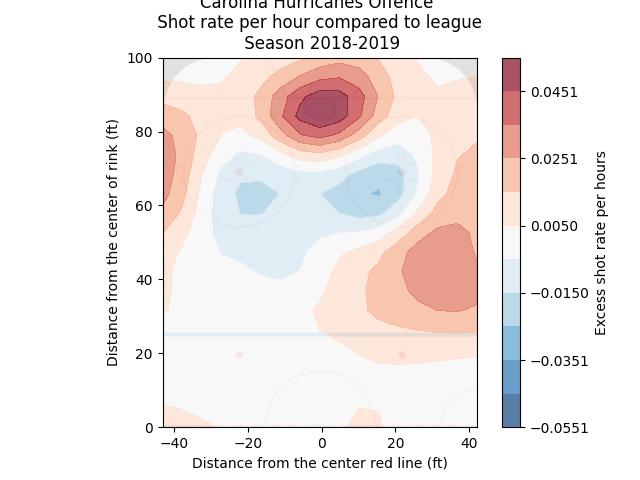 Carolina Hurricanes Offence
Shot rate per hour compared to league
Season 2018-2019
100
80
60
40
20
0
−40
−20
0
20
40
Distance from the center of rink (ft)
Distance from the center red line (ft)
0.0451
0.0251
0.0050
−0.0150
−0.0351
−0.0551
Excess shot rate per hours